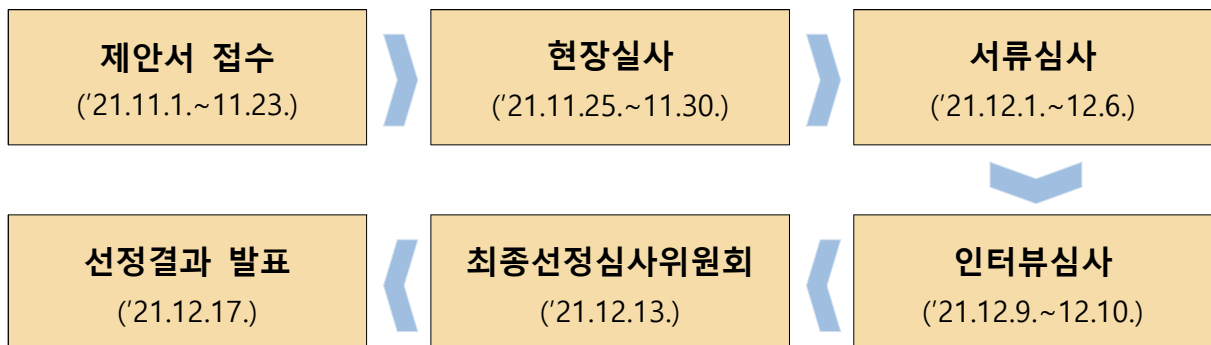 제안서 접수
('21.11.1.~11.23.)
현장실사
('21.11.25.~11.30.)
서류심사
('21.12.1.~12.6.)
인터뷰심사
('21.12.9.~12.10.)
최종선정심사위원회
('21.12.13.)
선정결과 발표
('21.12.17.)